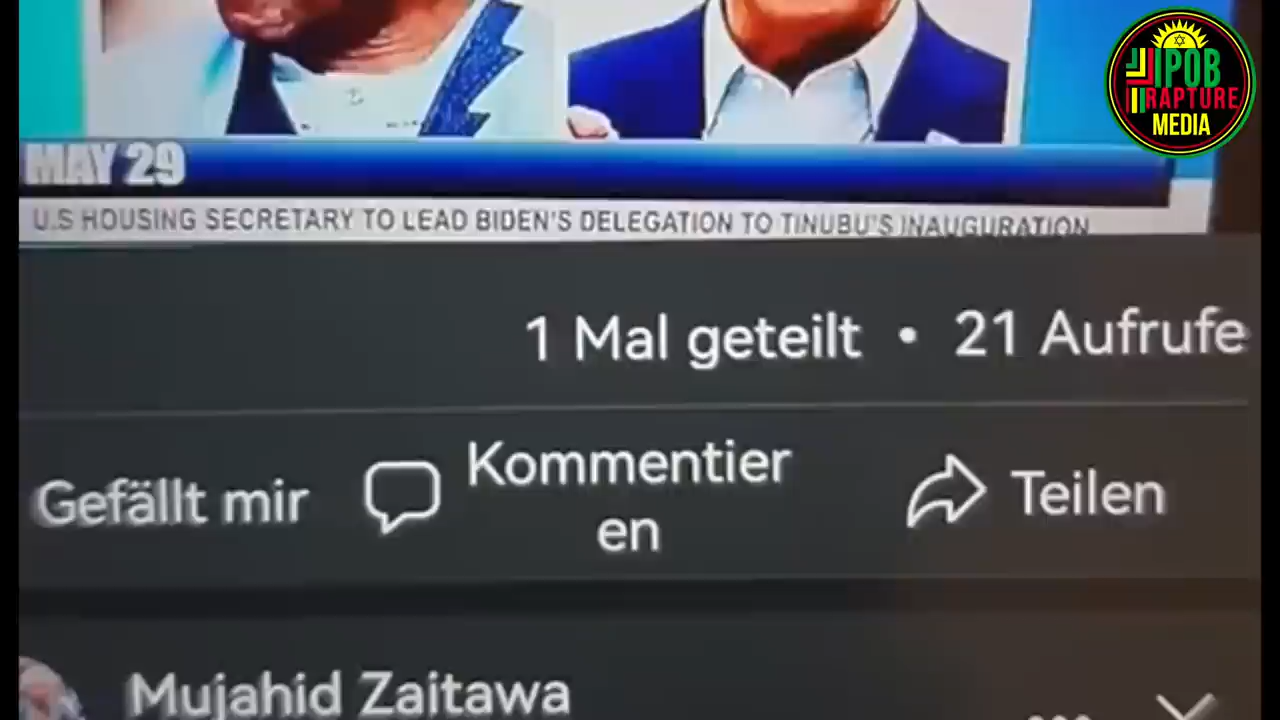 IPOB
RAPTURE
MEDIA
MAY 29
U.S HOUSING SECRETARY TO LEAD BIDEN'S DELEGATION TO TINUBU'S INAUGURATION
1 Mal geteilt • 21 Aufrufe
Gefällt mir
Kommentier
en
Teilen
Mujahid Zaitawa